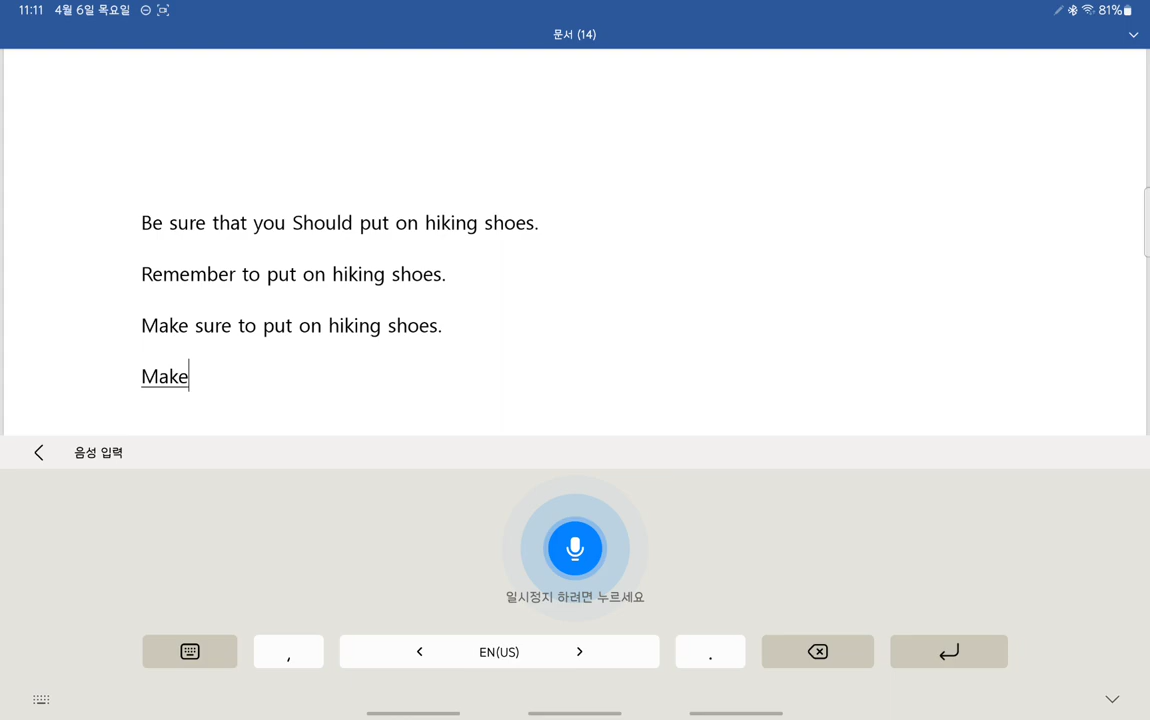 11:11 4월 6일 목요일 81%
문서 (14)
Be sure that you Should put on hiking shoes.
Remember to put on hiking shoes.
Make sure to put on hiking shoes.
Make
음성 입력
일시정지 하려면 누르세요
, < EN(US) > .